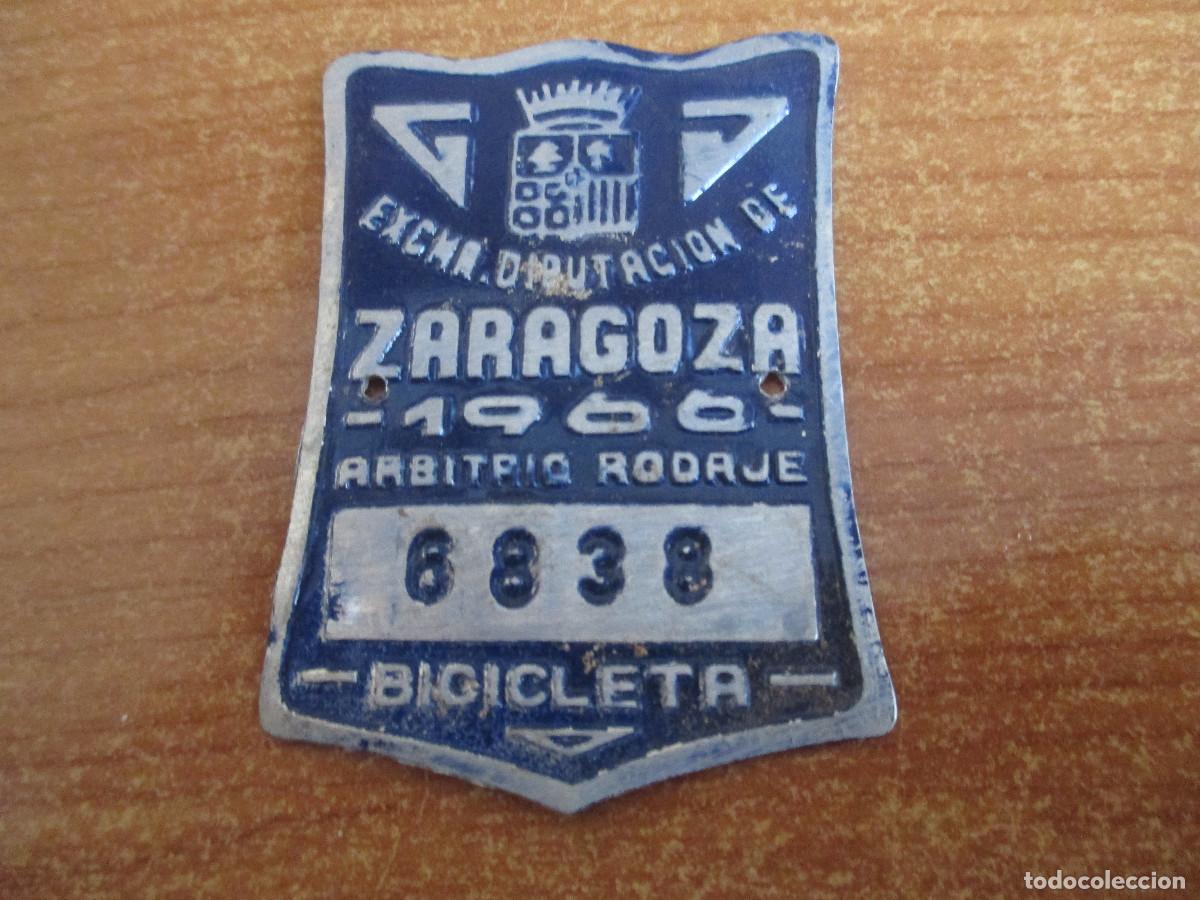 EXCMA. DIPUTACION DE
ZARAGOZA
-1966-
ARBITRIO RODAJE
6838
- BICICLETA -
todocoleccion